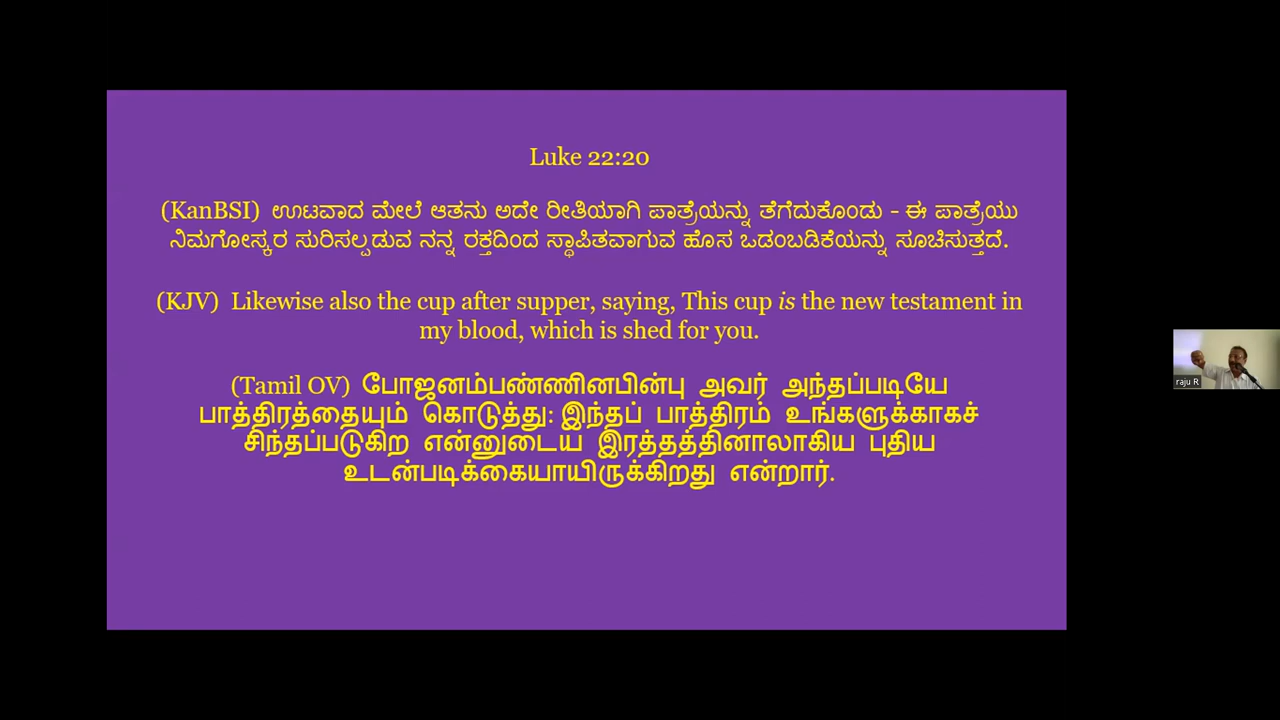 Luke 22:20
(KanBSI) ಊಟವಾದ ಮೇಲೆ ಆತನು ಅದೇ ರೀತಿಯಾಗಿ ಪಾತ್ರೆಯನ್ನು ತೆಗೆದುಕೊಂಡು - ಈ ಪಾತ್ರೆಯು
ನಿಮಗೋಸ್ಕರ ಸುರಿಸಲ್ಪಡುವ ನನ್ನ ರಕ್ತದಿಂದ ಸ್ಥಾಪಿತವಾಗುವ ಹೊಸ ಒಡಂಬಡಿಕೆಯನ್ನು ಸೂಚಿಸುತ್ತದೆ.
(KJV) Likewise also the cup after supper, saying, This cup is the new testament in
my blood, which is shed for you.
(Tamil OV) போஜனம்பண்ணினபின்பு அவர் அந்தப்படியே
பாத்திரத்தையும் கொடுத்து: இந்தப் பாத்திரம் உங்களுக்காகச்
சிந்தப்படுகிற என்னுடைய இரத்தத்தினாலாகிய புதிய
உடன்படிக்கையாயிருக்கிறது என்றார்.
raju R